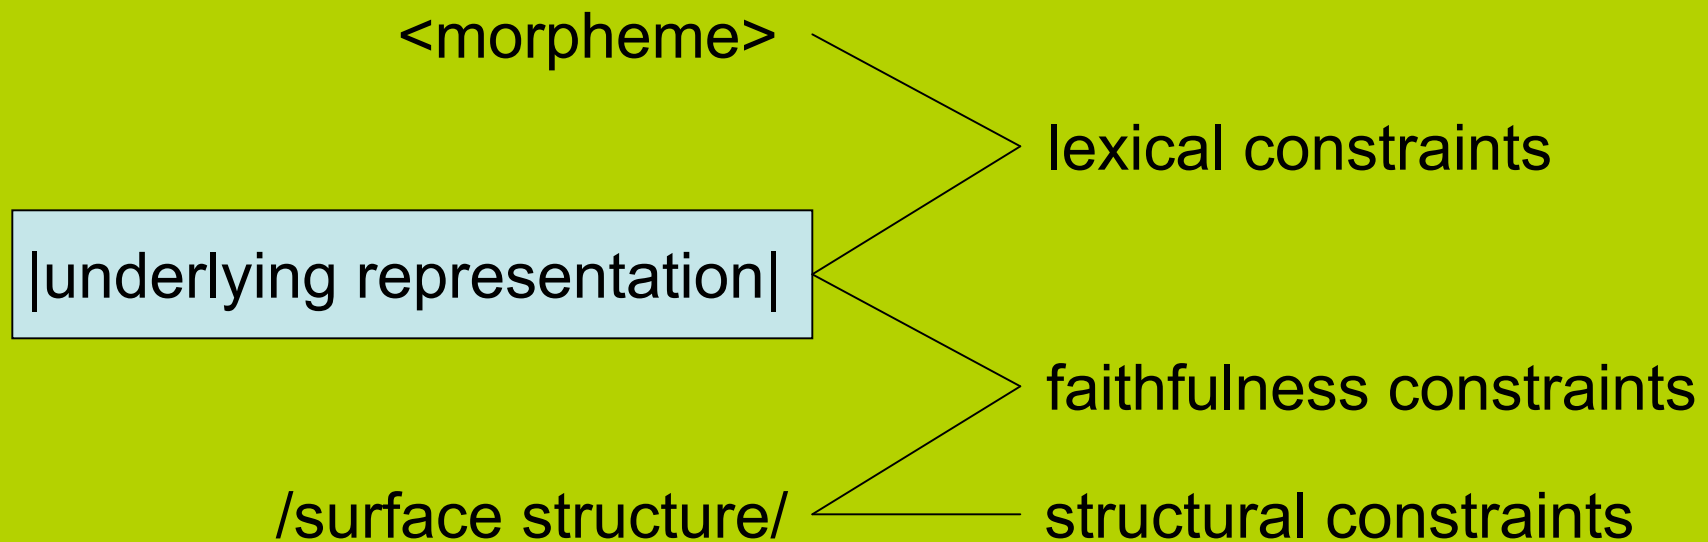 <morpheme>
lexical constraints
|underlying representation|
faithfulness constraints
/surface structure/
structural constraints